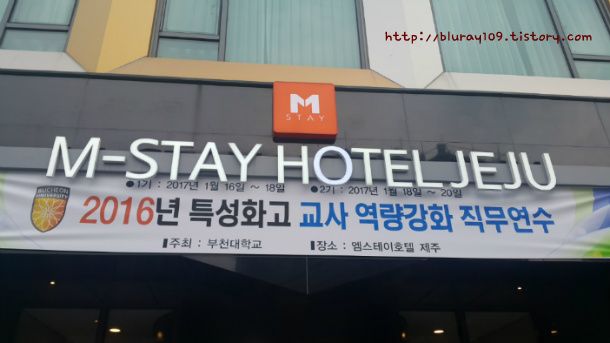 http://bluray109.tistory.com
M
STAY
M-STAY HOTEL JEJU
BUCHEON
UNIVERSITY
●1기 : 2017년 1월 16일 ~ 18일 ●2기 : 2017년 1월 18일 ~ 20일
2016년 특성화고 교사 역량강화 직무연수
■주최 : 부천대학교 ■장소 : 엠스테이호텔 제주